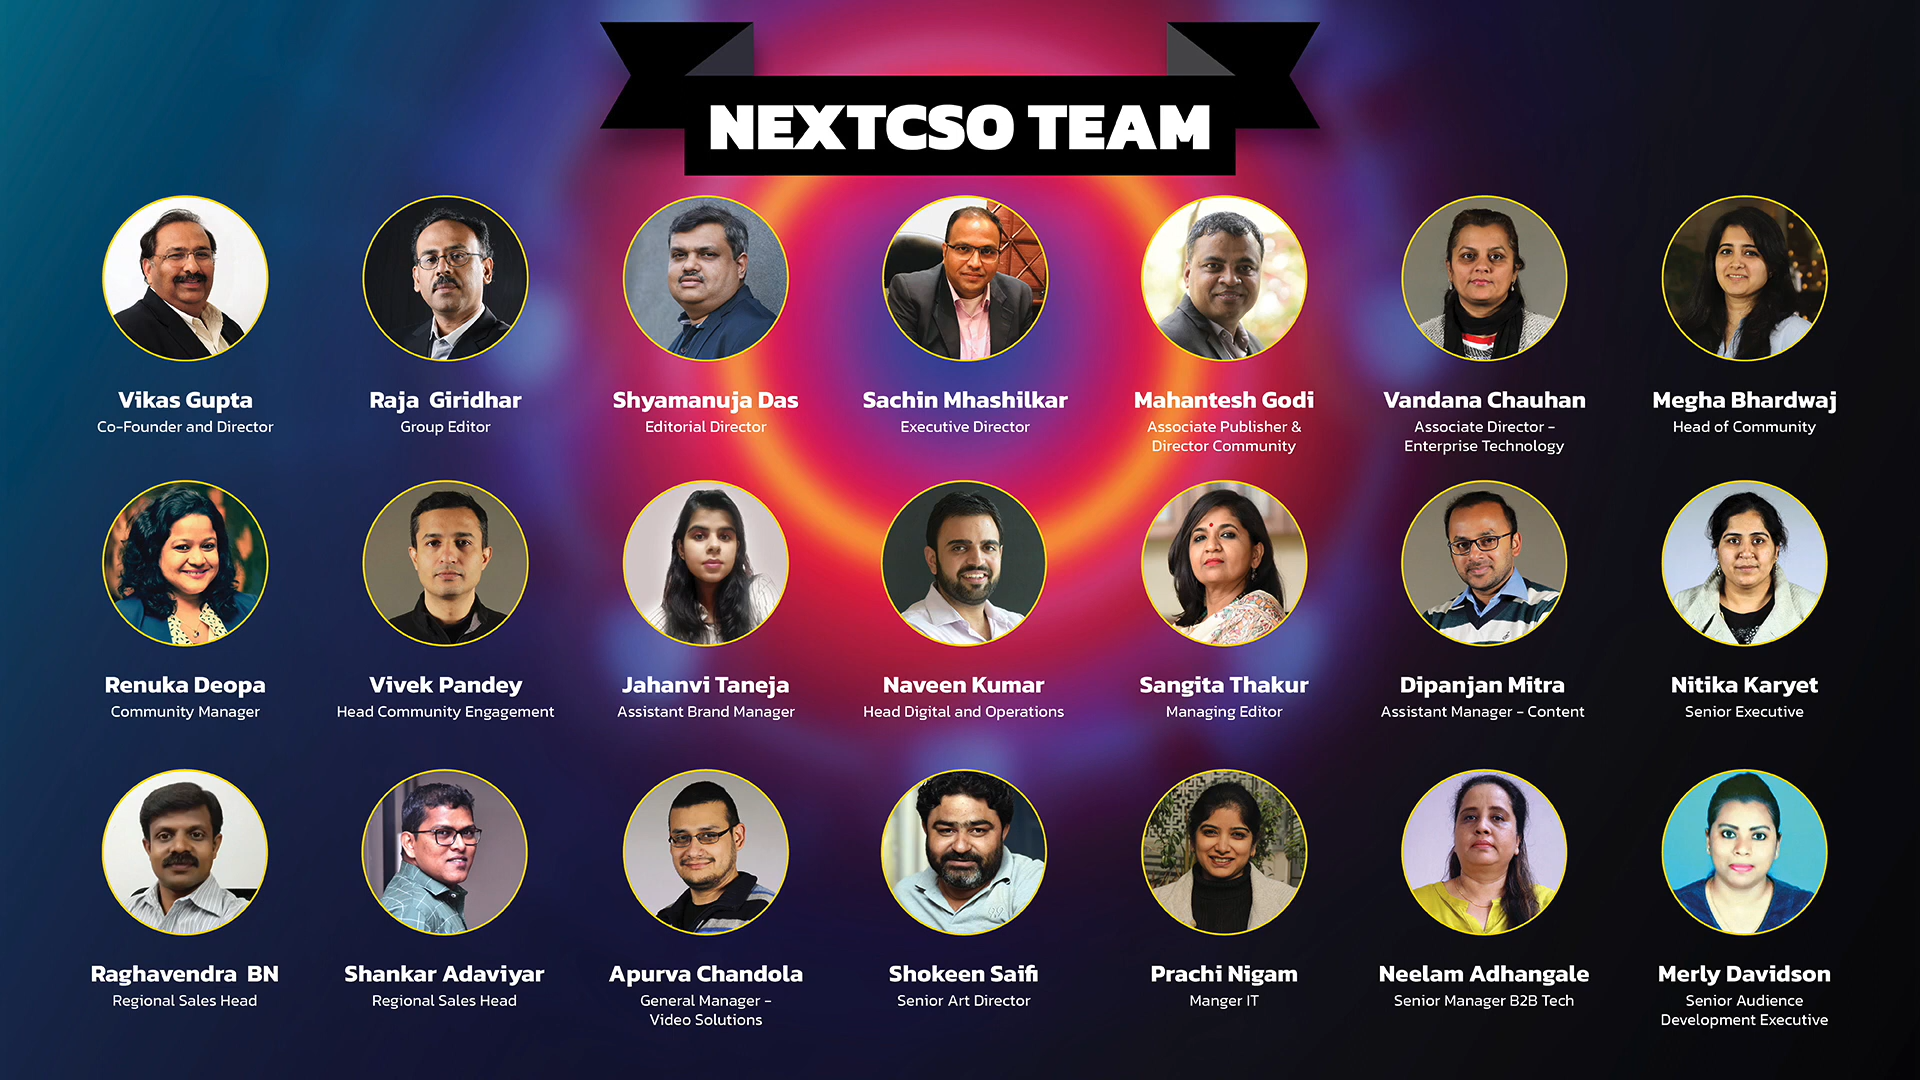 NEXTCSO TEAM
Vikas Gupta
Co-Founder and Director
Raja Giridhar
Group Editor
Shyamanuja Das
Editorial Director
Sachin Mhashilkar
Executive Director
Mahantesh Godi
Associate Publisher &
Director Community
Vandana Chauhan
Associate Director -
Enterprise Technology
Megha Bhardwaj
Head of Community
Renuka Deopa
Community Manager
Vivek Pandey
Head Community Engagement
Jahanvi Taneja
Assistant Brand Manager
Naveen Kumar
Head Digital and Operations
Sangita Thakur
Managing Editor
Dipanjan Mitra
Assistant Manager - Content
Nitika Karyet
Senior Executive
Raghavendra BN
Regional Sales Head
Shankar Adaviyar
Regional Sales Head
Apurva Chandola
General Manager -
Video Solutions
Shokeen Saifi
Senior Art Director
Prachi Nigam
Manger IT
Neelam Adhangale
Senior Manager B2B Tech
Merly Davidson
Senior Audience
Development Executive